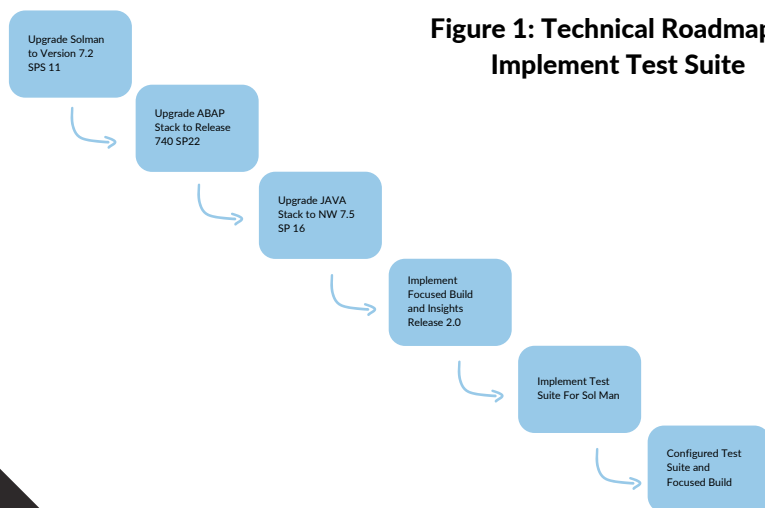 Figure 1: Technical Roadmap
Implement Test Suite
Upgrade Solman
to Version 7.2
SPS 11
Upgrade ABAP
Stack to Release
740 SP22
Upgrade JAVA
Stack to NW 7.5
SP 16
Implement
Focused Build
and Insights
Release 2.0
Implement Test
Suite For Sol Man
Configured Test
Suite and
Focused Build